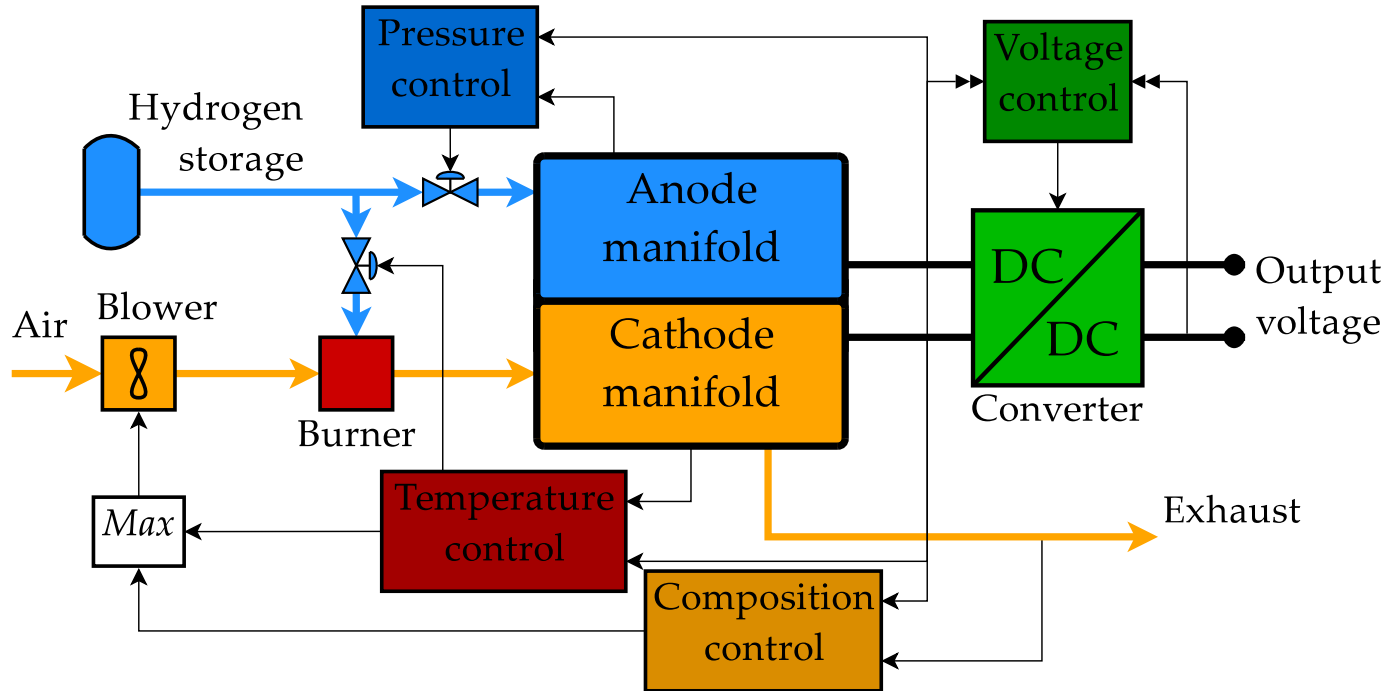 Pressure
control
Voltage
control
Hydrogen
storage
Anode
manifold
DC
DC
Output
voltage
Air
Blower
Cathode
manifold
Burner
Converter
Temperature
control
Max
Exhaust
Composition
control